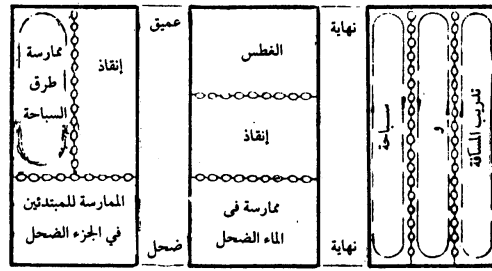 تدريب المسافة
و
سباحة
نهاية
نهاية
الغطس
إنقاذ
ممارسة فى
الماء الضحل
عميق
ضحل
إنقاذ
ممارسة
طرق
السباحة
الممارسة للمبتدئين
في الجزء الضحل